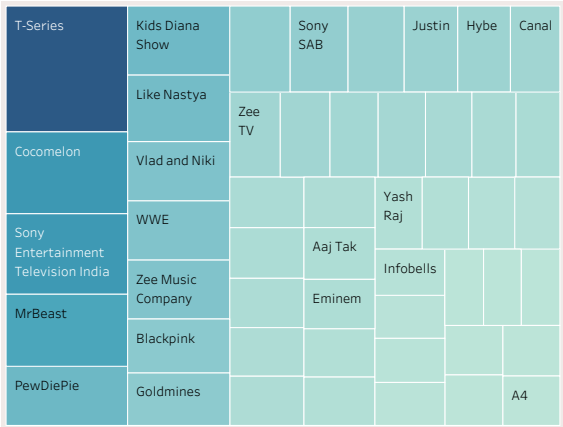 T-Series
Cocomelon
Sony
Entertainment
Television India
MrBeast
PewDiePie
Kids Diana
Show
Like Nastya
Vlad and Niki
WWE
Zee Music
Company
Blackpink
Goldmines
Sony
SAB
Justin
Hybe
Canal
Zee
TV
Yash
Raj
Aaj Tak
Infobells
Eminem
A4